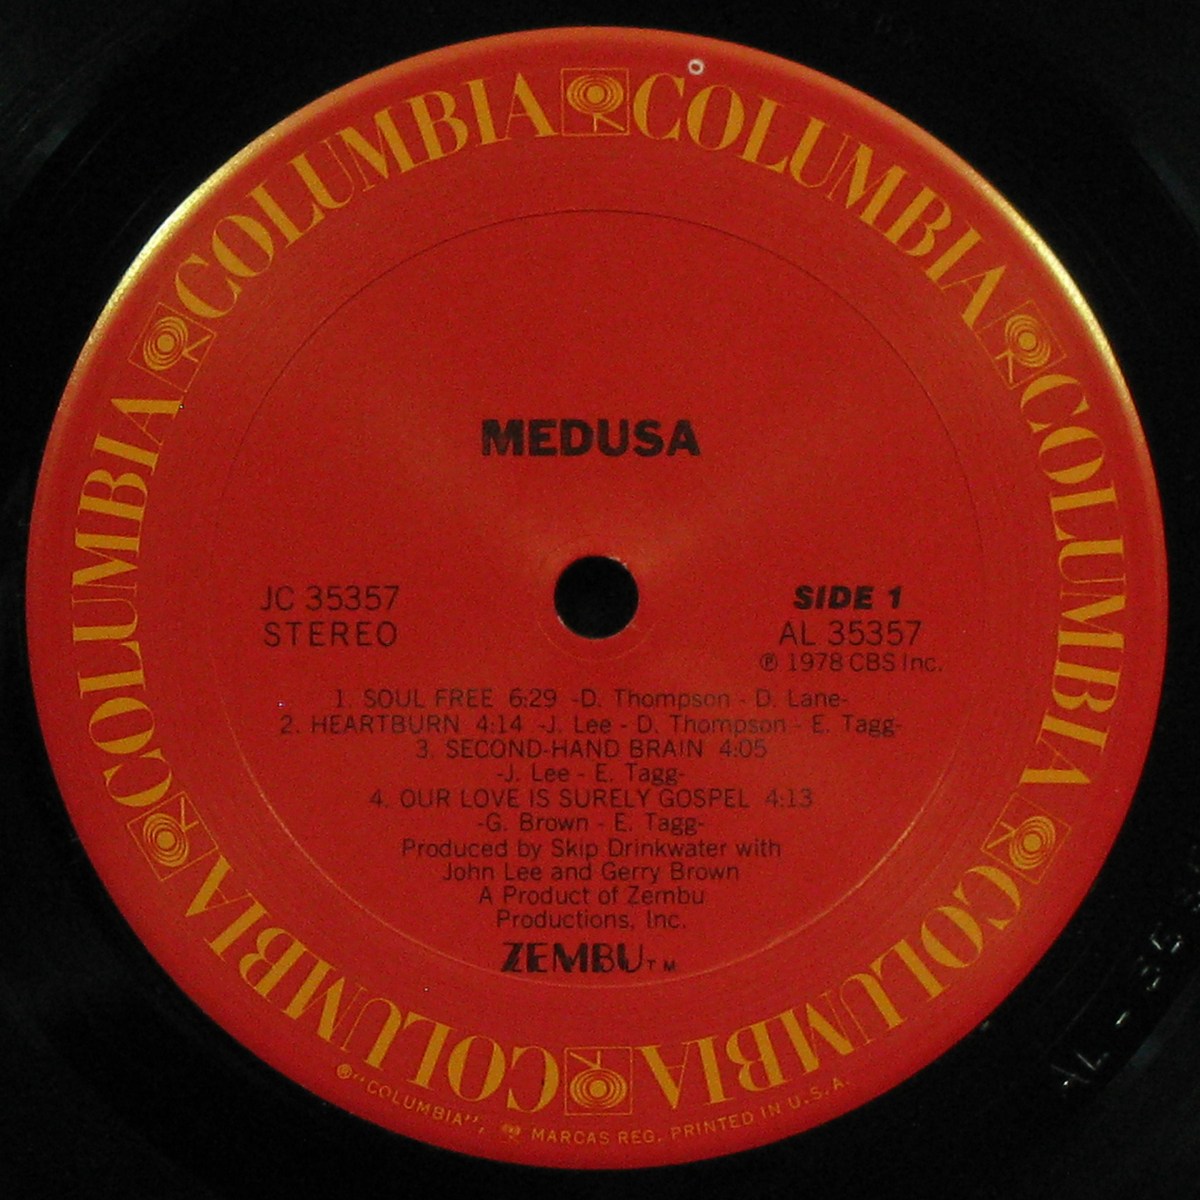 COLUMBIA COLUMBIA COLUMBIA COLUMBIA COLUMBIA COLUMBIA
MEDUSA
JC 35357
STEREO
SIDE 1
AL 35357
℗ 1978 CBS Inc.
1. SOUL FREE 6:29 -D. Thompson - D. Lane-
2. HEARTBURN 4:14 -J. Lee - D. Thompson - E. Tagg-
3. SECOND-HAND BRAIN 4:05
-J. Lee - E. Tagg-
4. OUR LOVE IS SURELY GOSPEL 4:13
-G. Brown - E. Tagg-
Produced by Skip Drinkwater with
John Lee and Gerry Brown
A Product of Zembu
Productions, Inc.
ZEMBU TM
®"COLUMBIA", MARCAS REG. PRINTED IN U.S.A.
AL-35